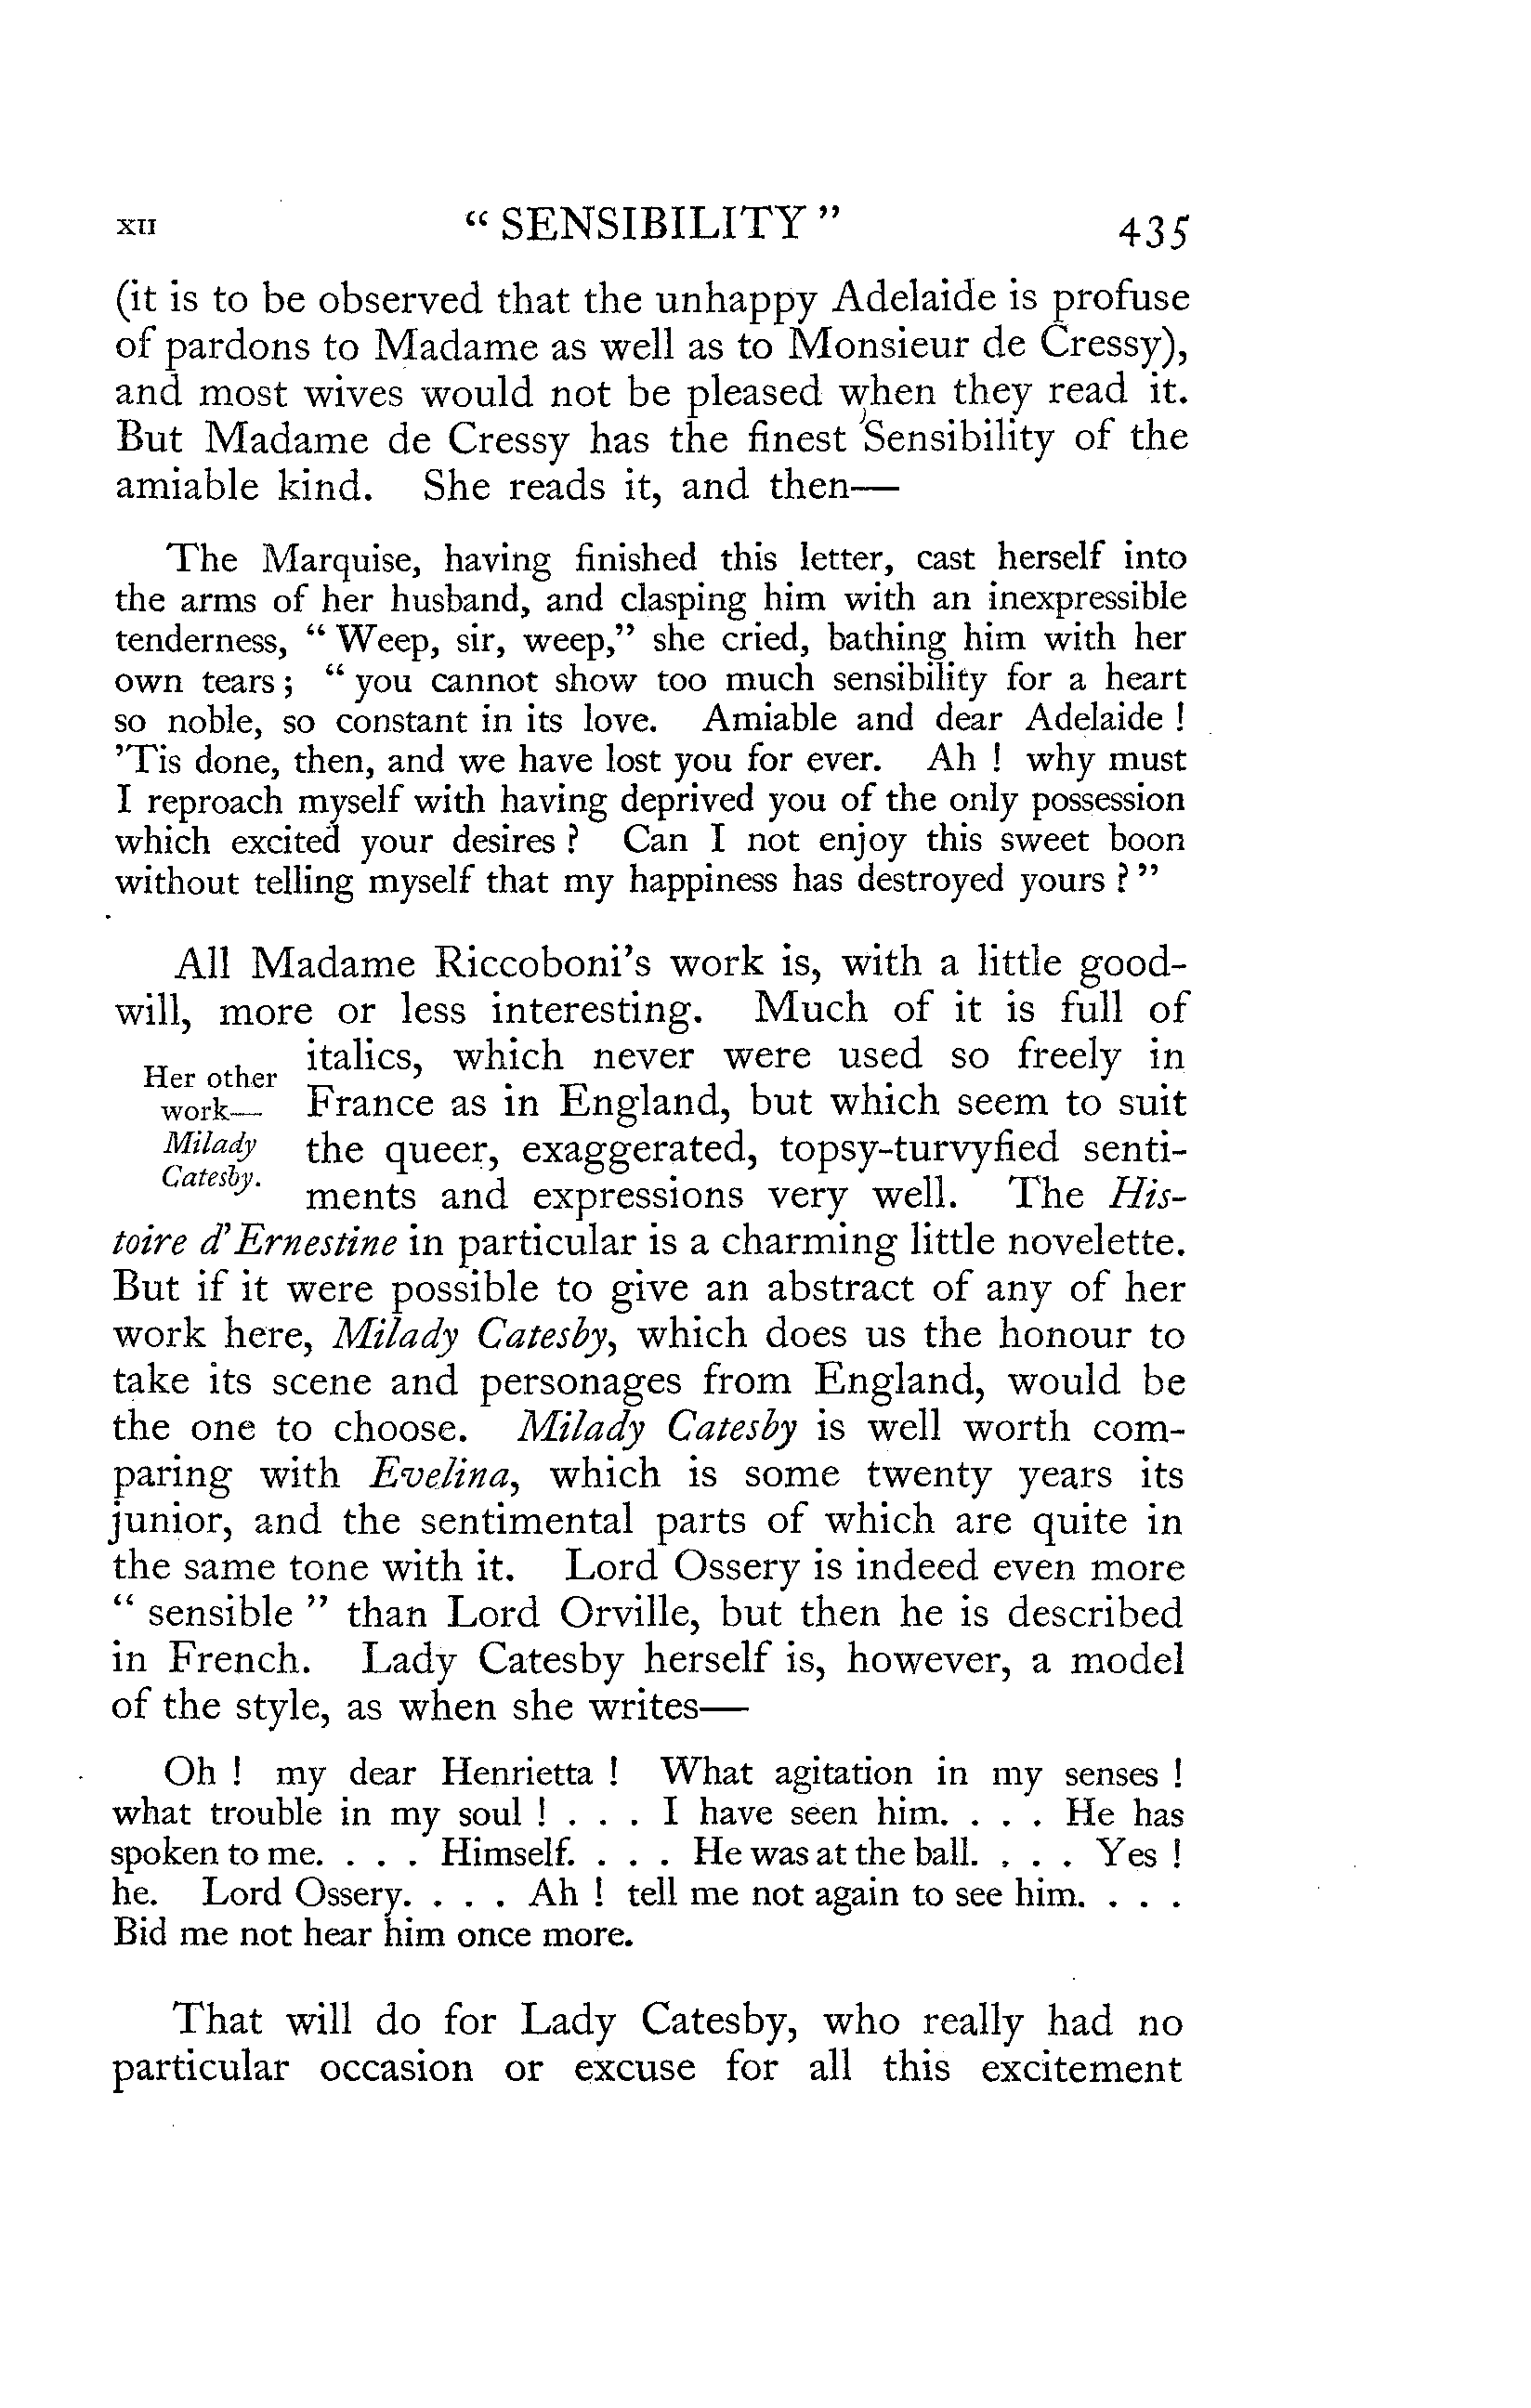 xii “ SENSIBILITY ” 435
(it is to be observed that the unhappy Adelaide is profuse
of pardons to Madame as well as to Monsieur de Cressy),
and most wives would not be pleased when they read it.
But Madame de Cressy has the finest Sensibility of the
amiable kind. She reads it, and then—
The Marquise, having finished this letter, cast herself into
the arms of her husband, and clasping him with an inexpressible
tenderness, “ Weep, sir, weep,” she cried, bathing him with her
own tears ; “ you cannot show too much sensibility for a heart
so noble, so constant in its love. Amiable and dear Adelaide !
’Tis done, then, and we have lost you for ever. Ah ! why must
I reproach myself with having deprived you of the only possession
which excited your desires ? Can I not enjoy this sweet boon
without telling myself that my happiness has destroyed yours ? ”
All Madame Riccoboni’s work is, with a little good-
will, more or less interesting. Much of it is full of
Her other
work—
Milady
Catesby.
italics, which never were used so freely in
France as in England, but which seem to suit
the queer, exaggerated, topsy-turvyfied senti-
ments and expressions very well. The His-
toire d’Ernestine in particular is a charming little novelette.
But if it were possible to give an abstract of any of her
work here, Milady Catesby, which does us the honour to
take its scene and personages from England, would be
the one to choose. Milady Catesby is well worth com-
paring with Evelina, which is some twenty years its
junior, and the sentimental parts of which are quite in
the same tone with it. Lord Ossery is indeed even more
“ sensible ” than Lord Orville, but then he is described
in French. Lady Catesby herself is, however, a model
of the style, as when she writes—
Oh ! my dear Henrietta ! What agitation in my senses !
what trouble in my soul ! . . . I have seen him. . . . He has
spoken to me. . . . Himself. . . . He was at the ball. . . . Yes !
he. Lord Ossery. . . . Ah ! tell me not again to see him. . . .
Bid me not hear him once more.
That will do for Lady Catesby, who really had no
particular occasion or excuse for all this excitement